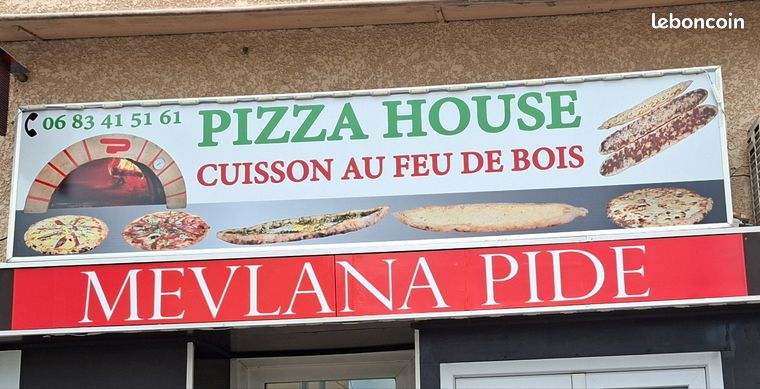 leboncoin
06 83 41 51 61
PIZZA HOUSE
CUISSON AU FEU DE BOIS
MEVLANA PIDE